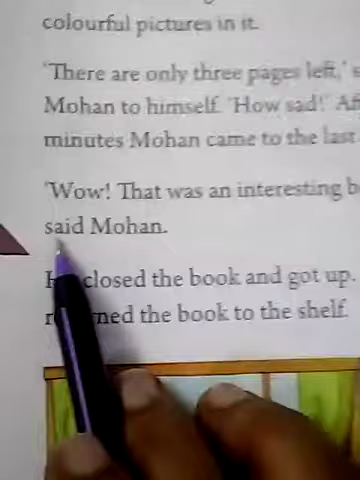 colourful pictures in it.
'There are only three pages left,'
Mohan to himself. 'How sad!'
minutes Mohan came to the last
'Wow! That was an interesting
said Mohan.
closed the book and got up.
the book to the shelf.